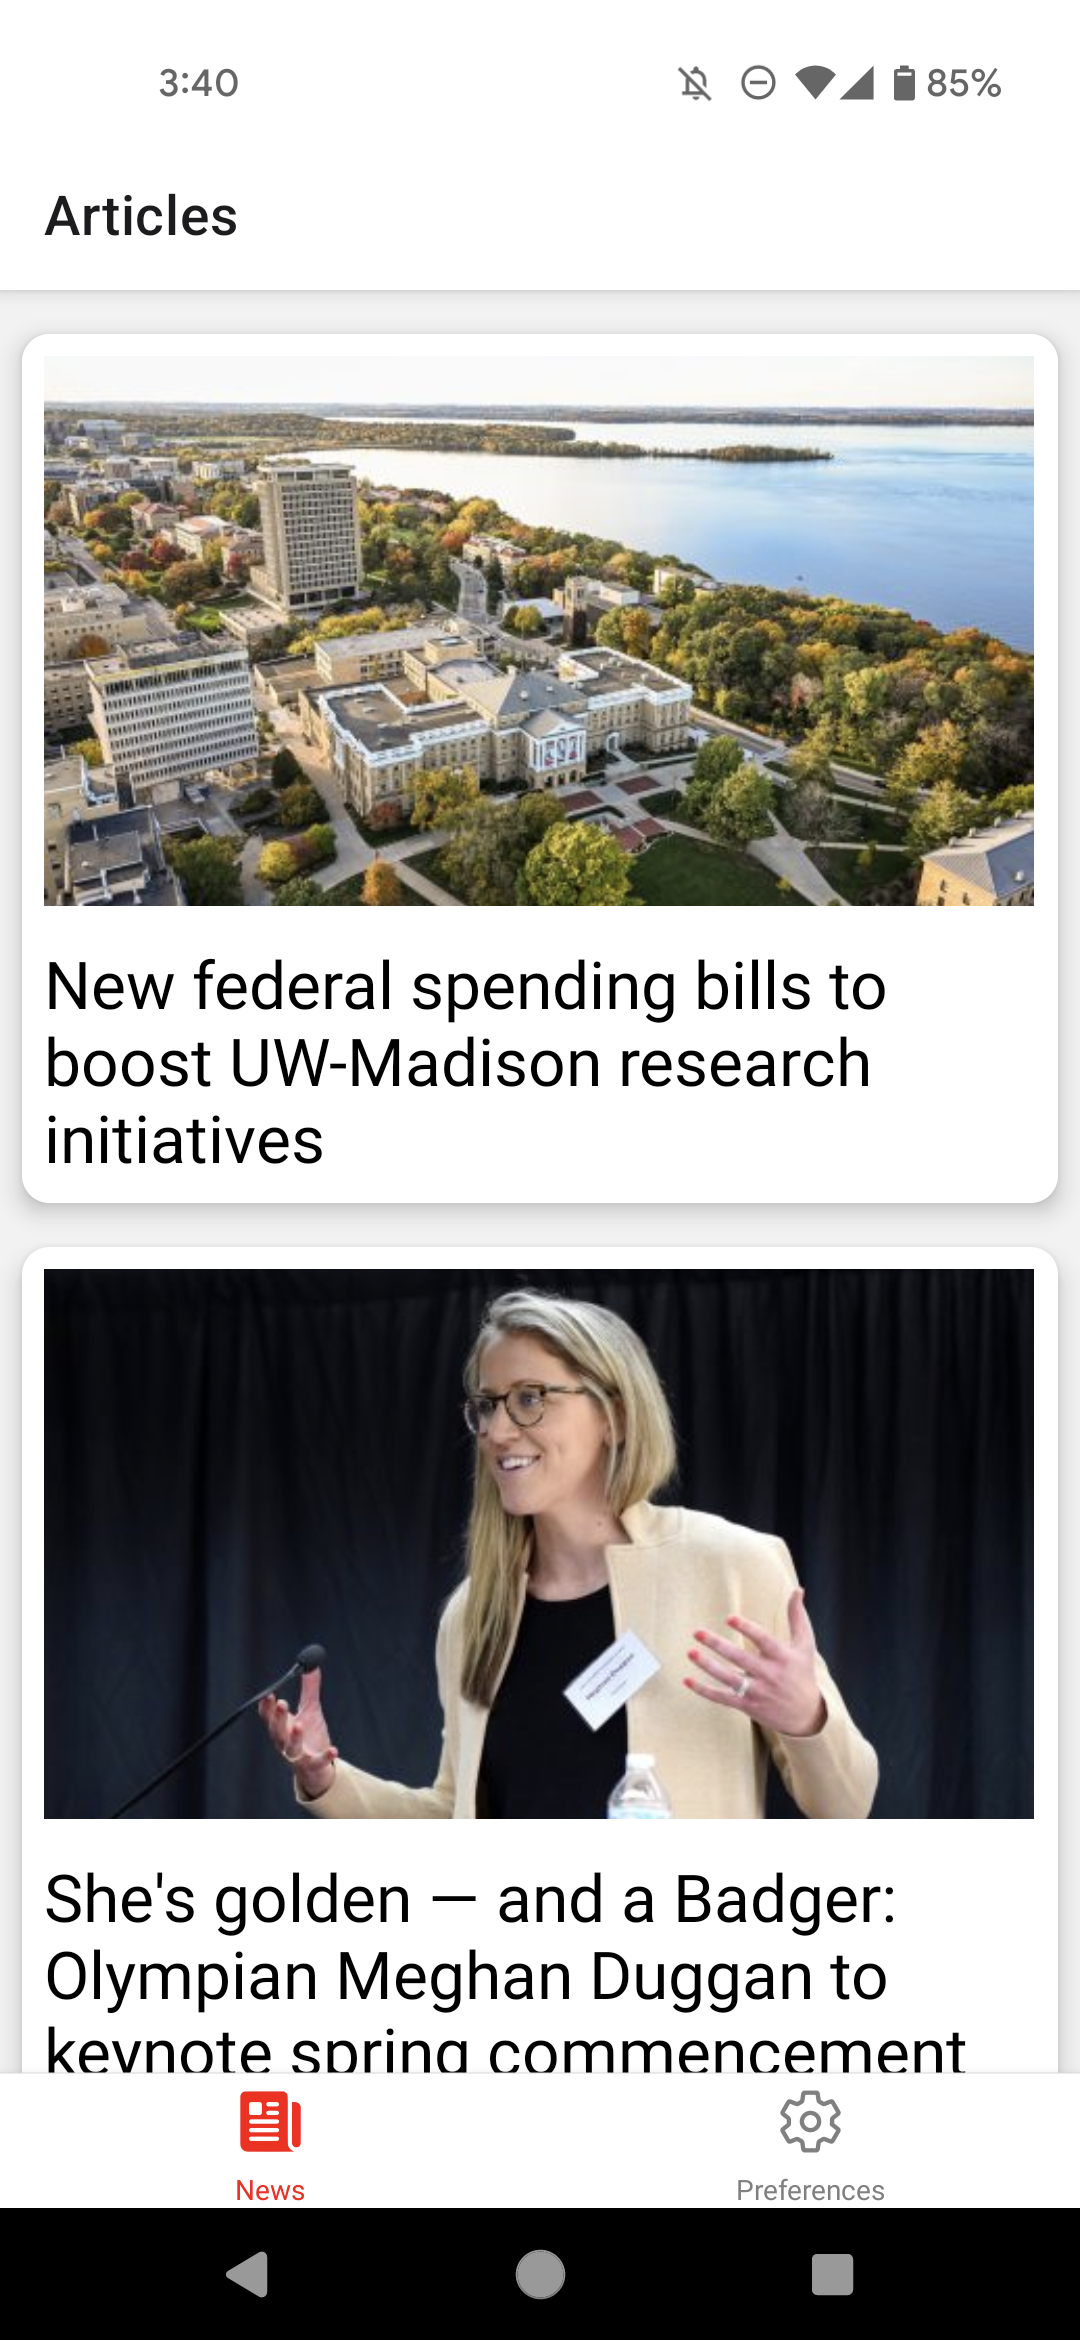 3:40
85%
Articles
New federal spending bills to
boost UW-Madison research
initiatives
She's golden — and a Badger:
Olympian Meghan Duggan to
keynote spring commencement
News
Preferences